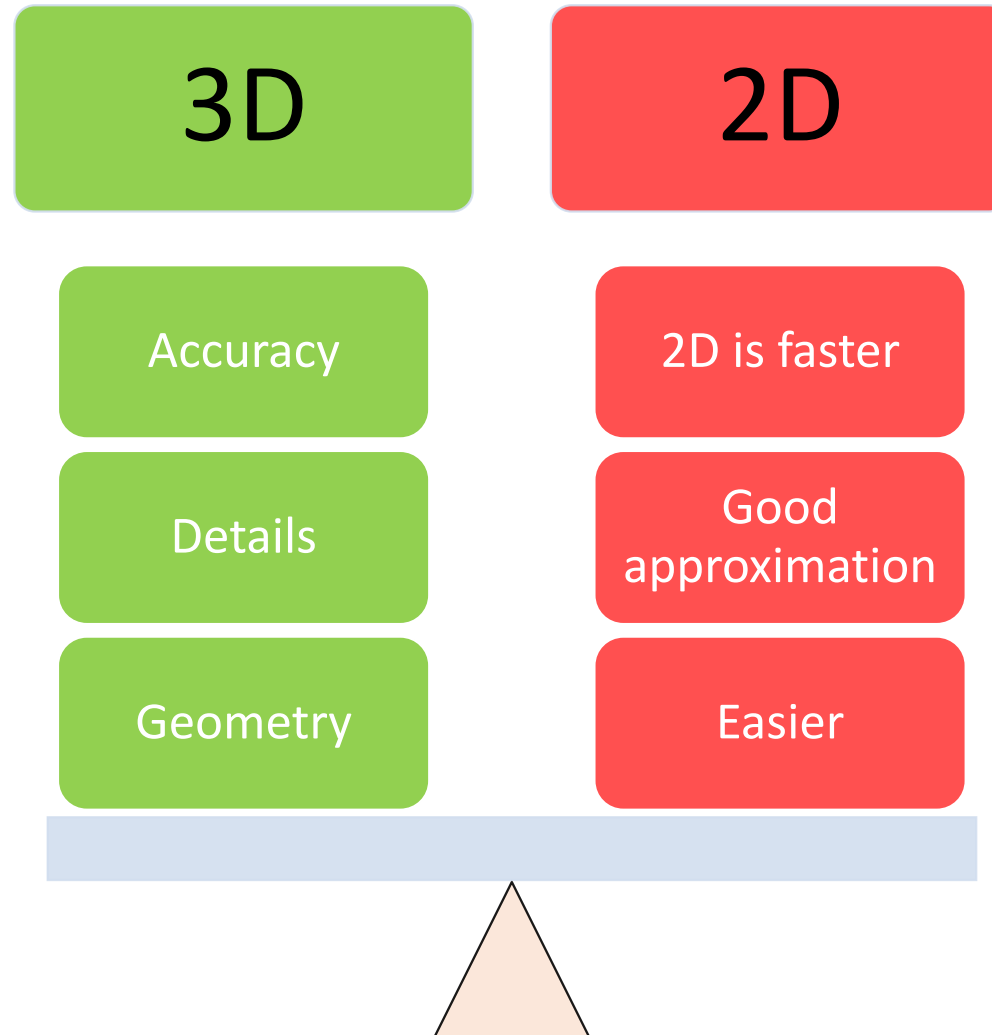 3D
2D
Accuracy
Details
Geometry
2D is faster
Good
approximation
Easier